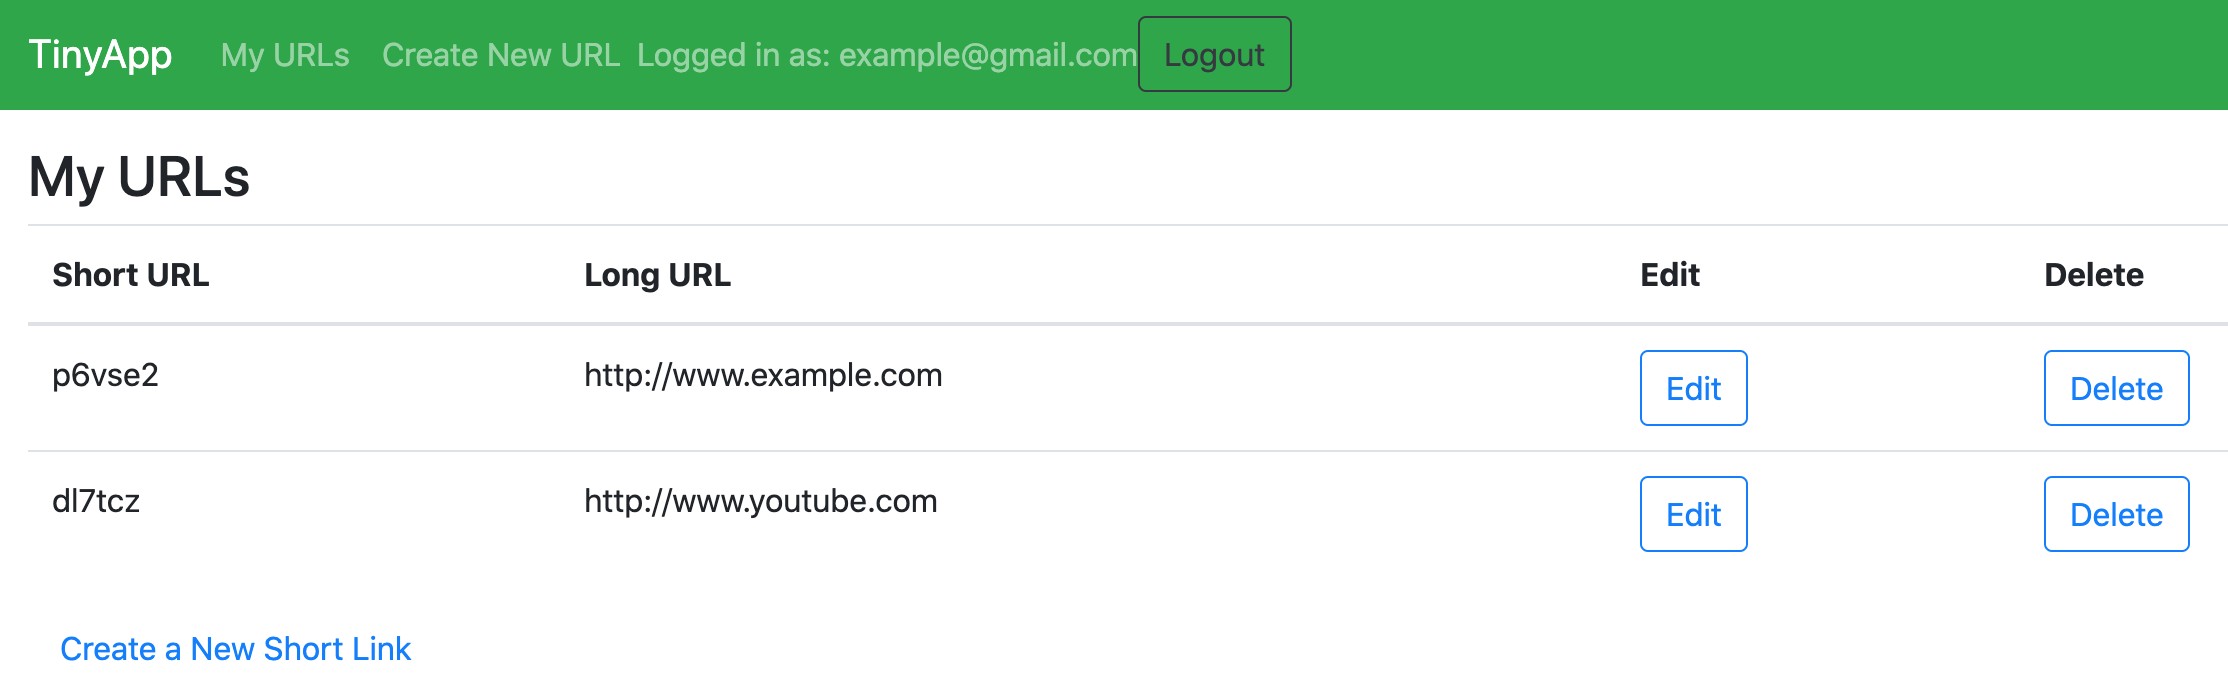 TinyApp My URLs Create New URL Logged in as: example@gmail.com Logout
My URLs
Short URL Long URL Edit Delete
p6vse2 http://www.example.com Edit Delete
dl7tcz http://www.youtube.com Edit Delete
Create a New Short Link